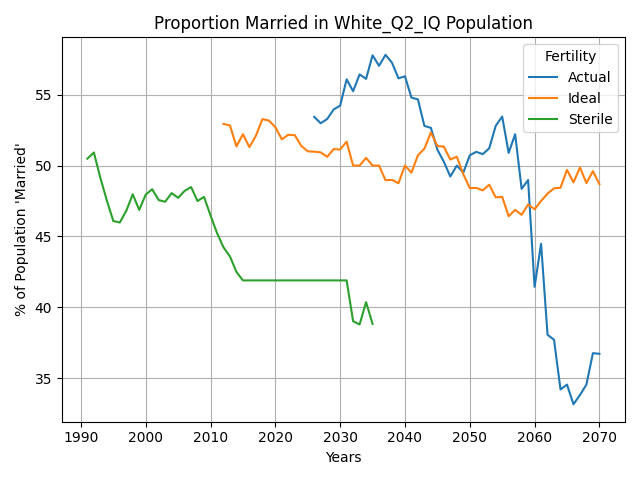 Proportion Married in White_Q2_IQ Population
% of Population 'Married'
55
50
45
40
35
Fertility
Actual
Ideal
Sterile
1990 2000 2010 2020 2030 2040 2050 2060 2070
Years